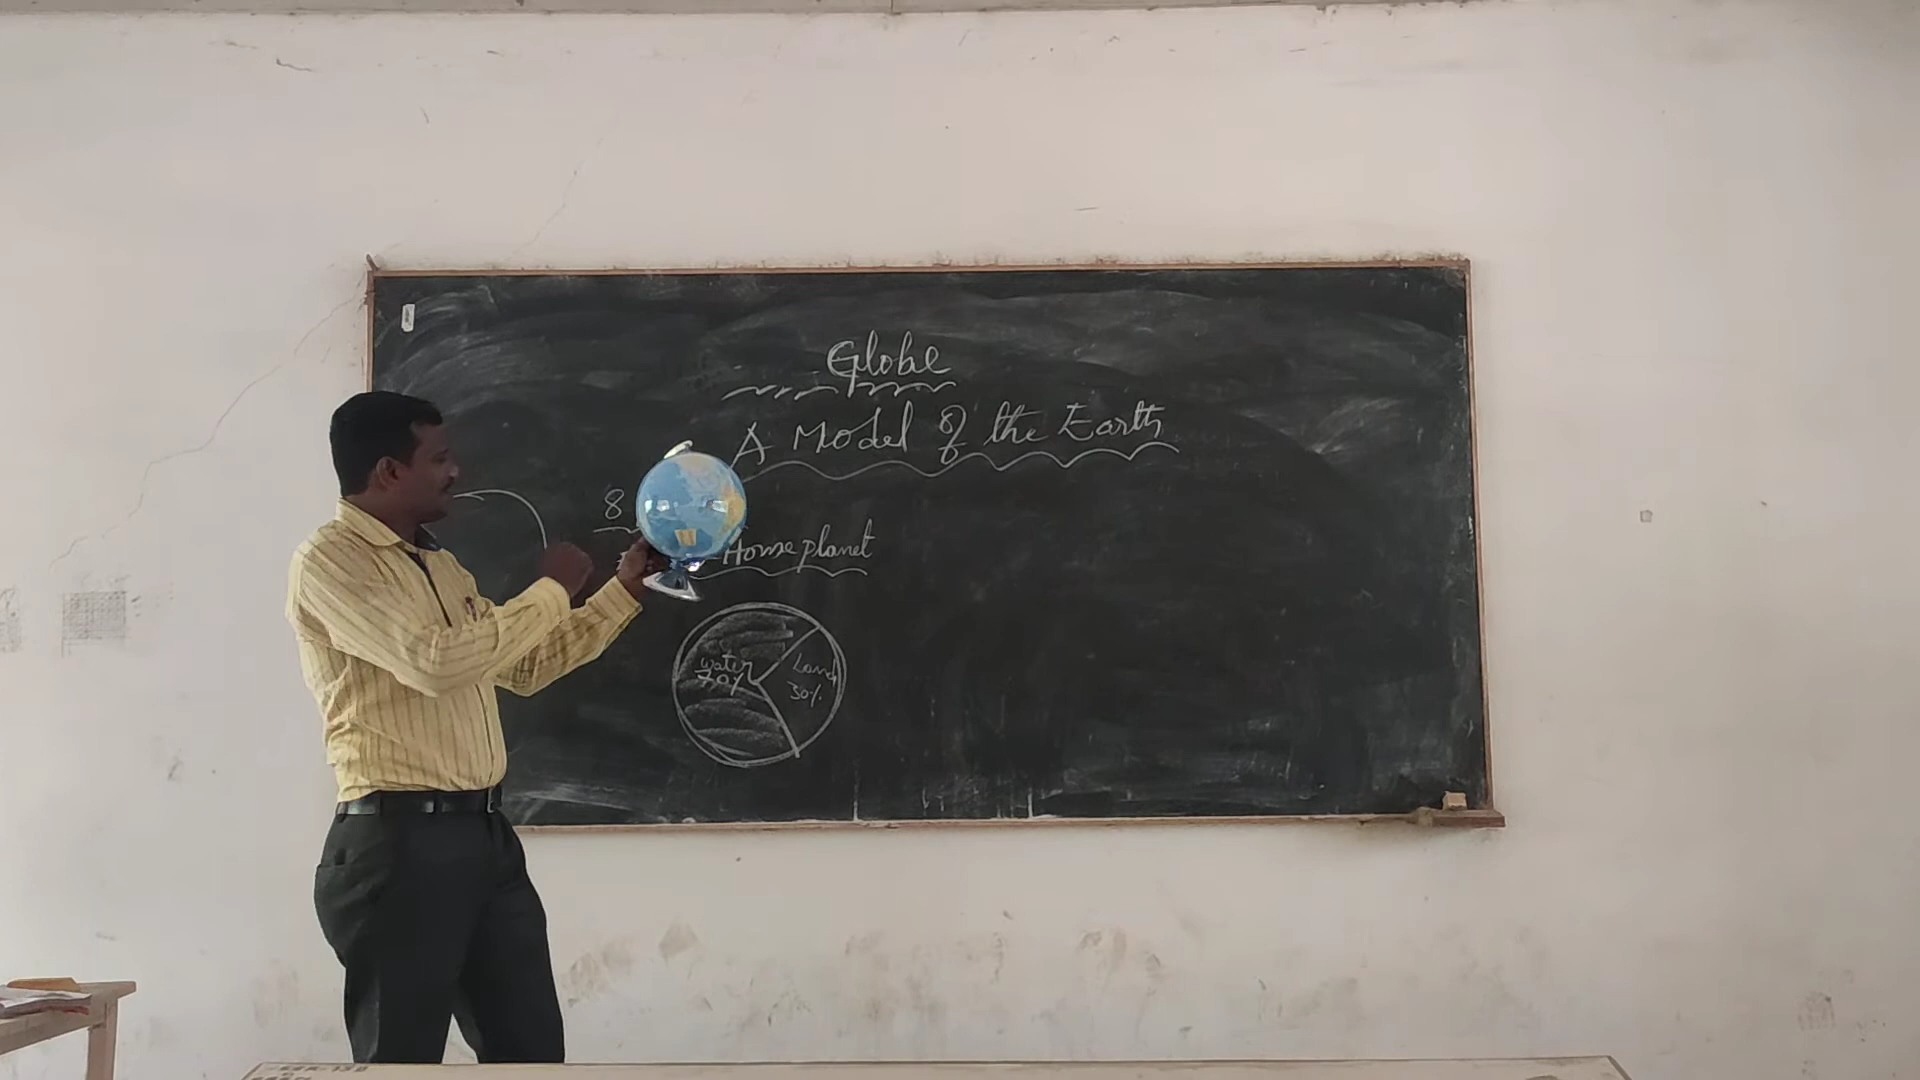 Globe
A Model of the Earth
8
Home planet
water
70%
Land
30%